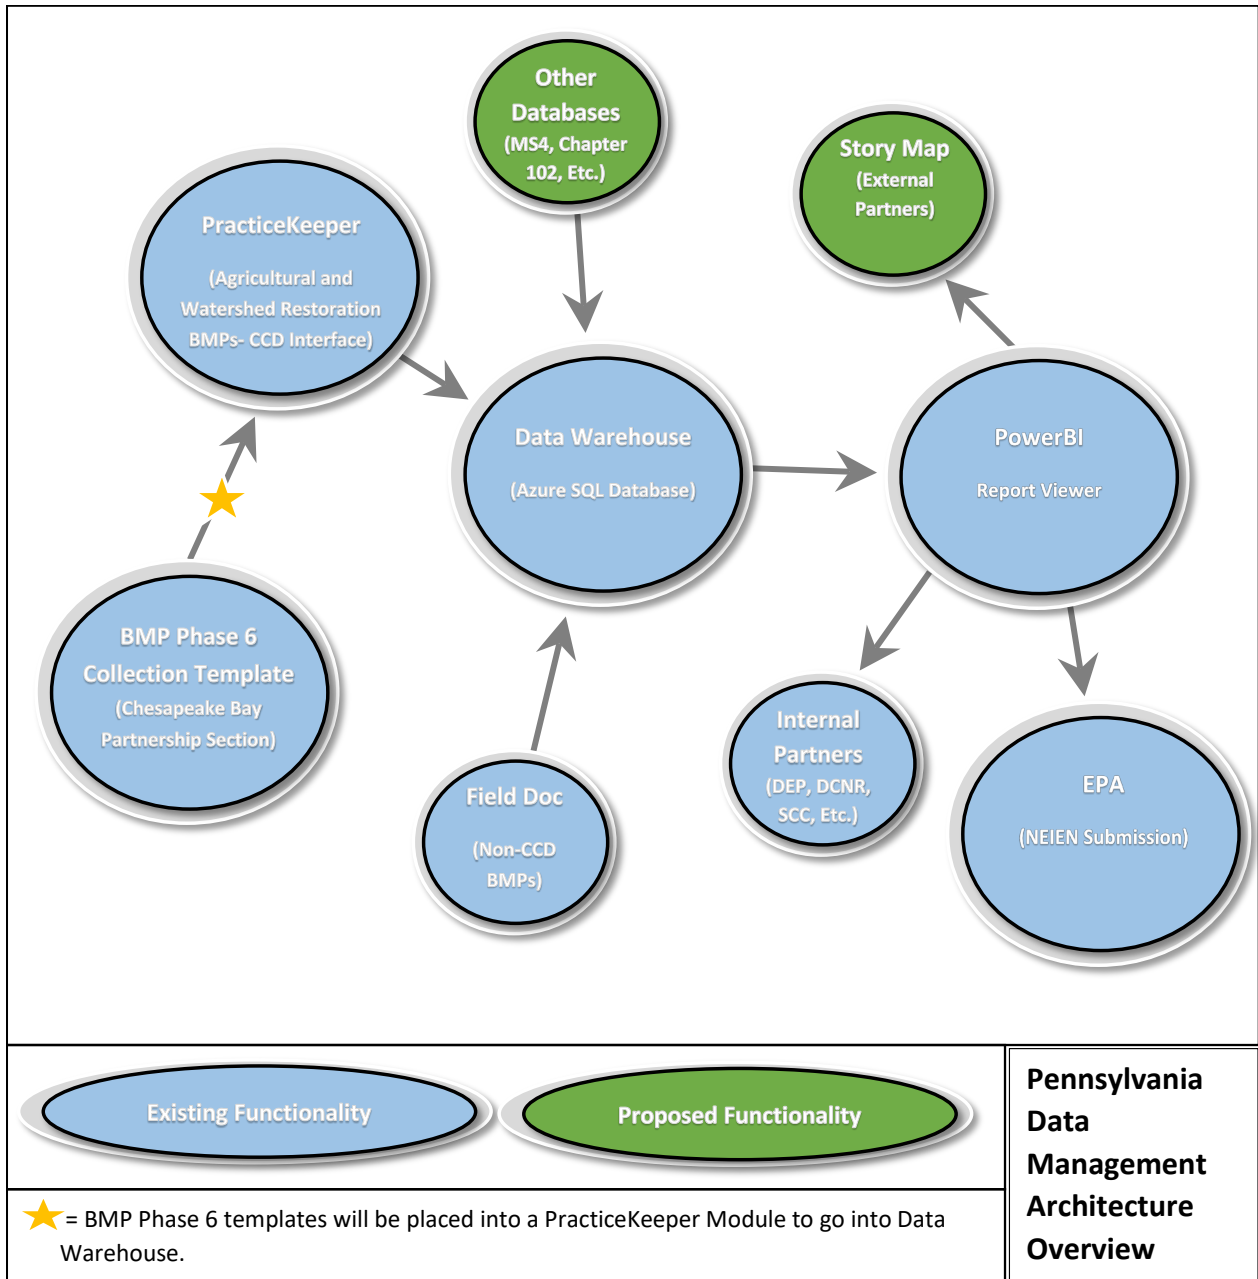 Other
Databases
(MS4, Chapter
102, Etc.)
Story Map
(External
Partners)
PracticeKeeper
(Agricultural and
Watershed Restoration
BMPs- CCD Interface)
Data Warehouse
(Azure SQL Database)
PowerBI
Report Viewer
BMP Phase 6
Collection Template
(Chesapeake Bay
Partnership Section)
Field Doc
(Non-CCD
BMPs)
Internal
Partners
(DEP, DCNR,
SCC, Etc.)
EPA
(NEIEN Submission)
Existing Functionality
Proposed Functionality
= BMP Phase 6 templates will be placed into a PracticeKeeper Module to go into Data
Warehouse.
Pennsylvania
Data
Management
Architecture
Overview